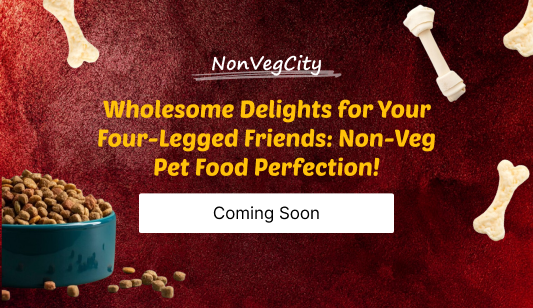 NonVegCity
Wholesome Delights for Your
Four-Legged Friends: Non-Veg
Pet Food Perfection!
Coming Soon